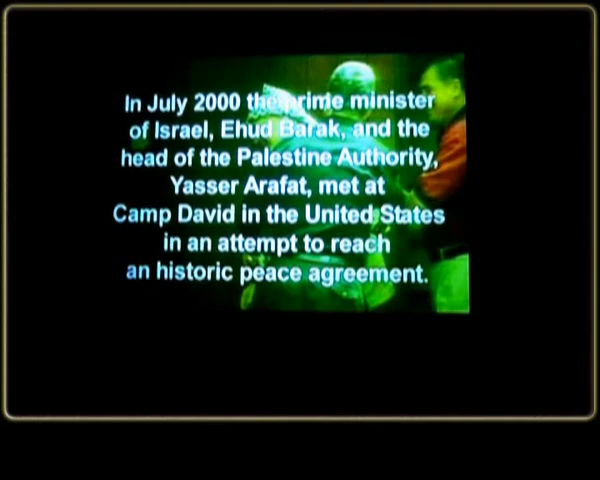 In July 2000 the prime minister
of Israel, Ehud Barak, and the
head of the Palestine Authority,
Yasser Arafat, met at
Camp David in the United States
in an attempt to reach
an historic peace agreement.